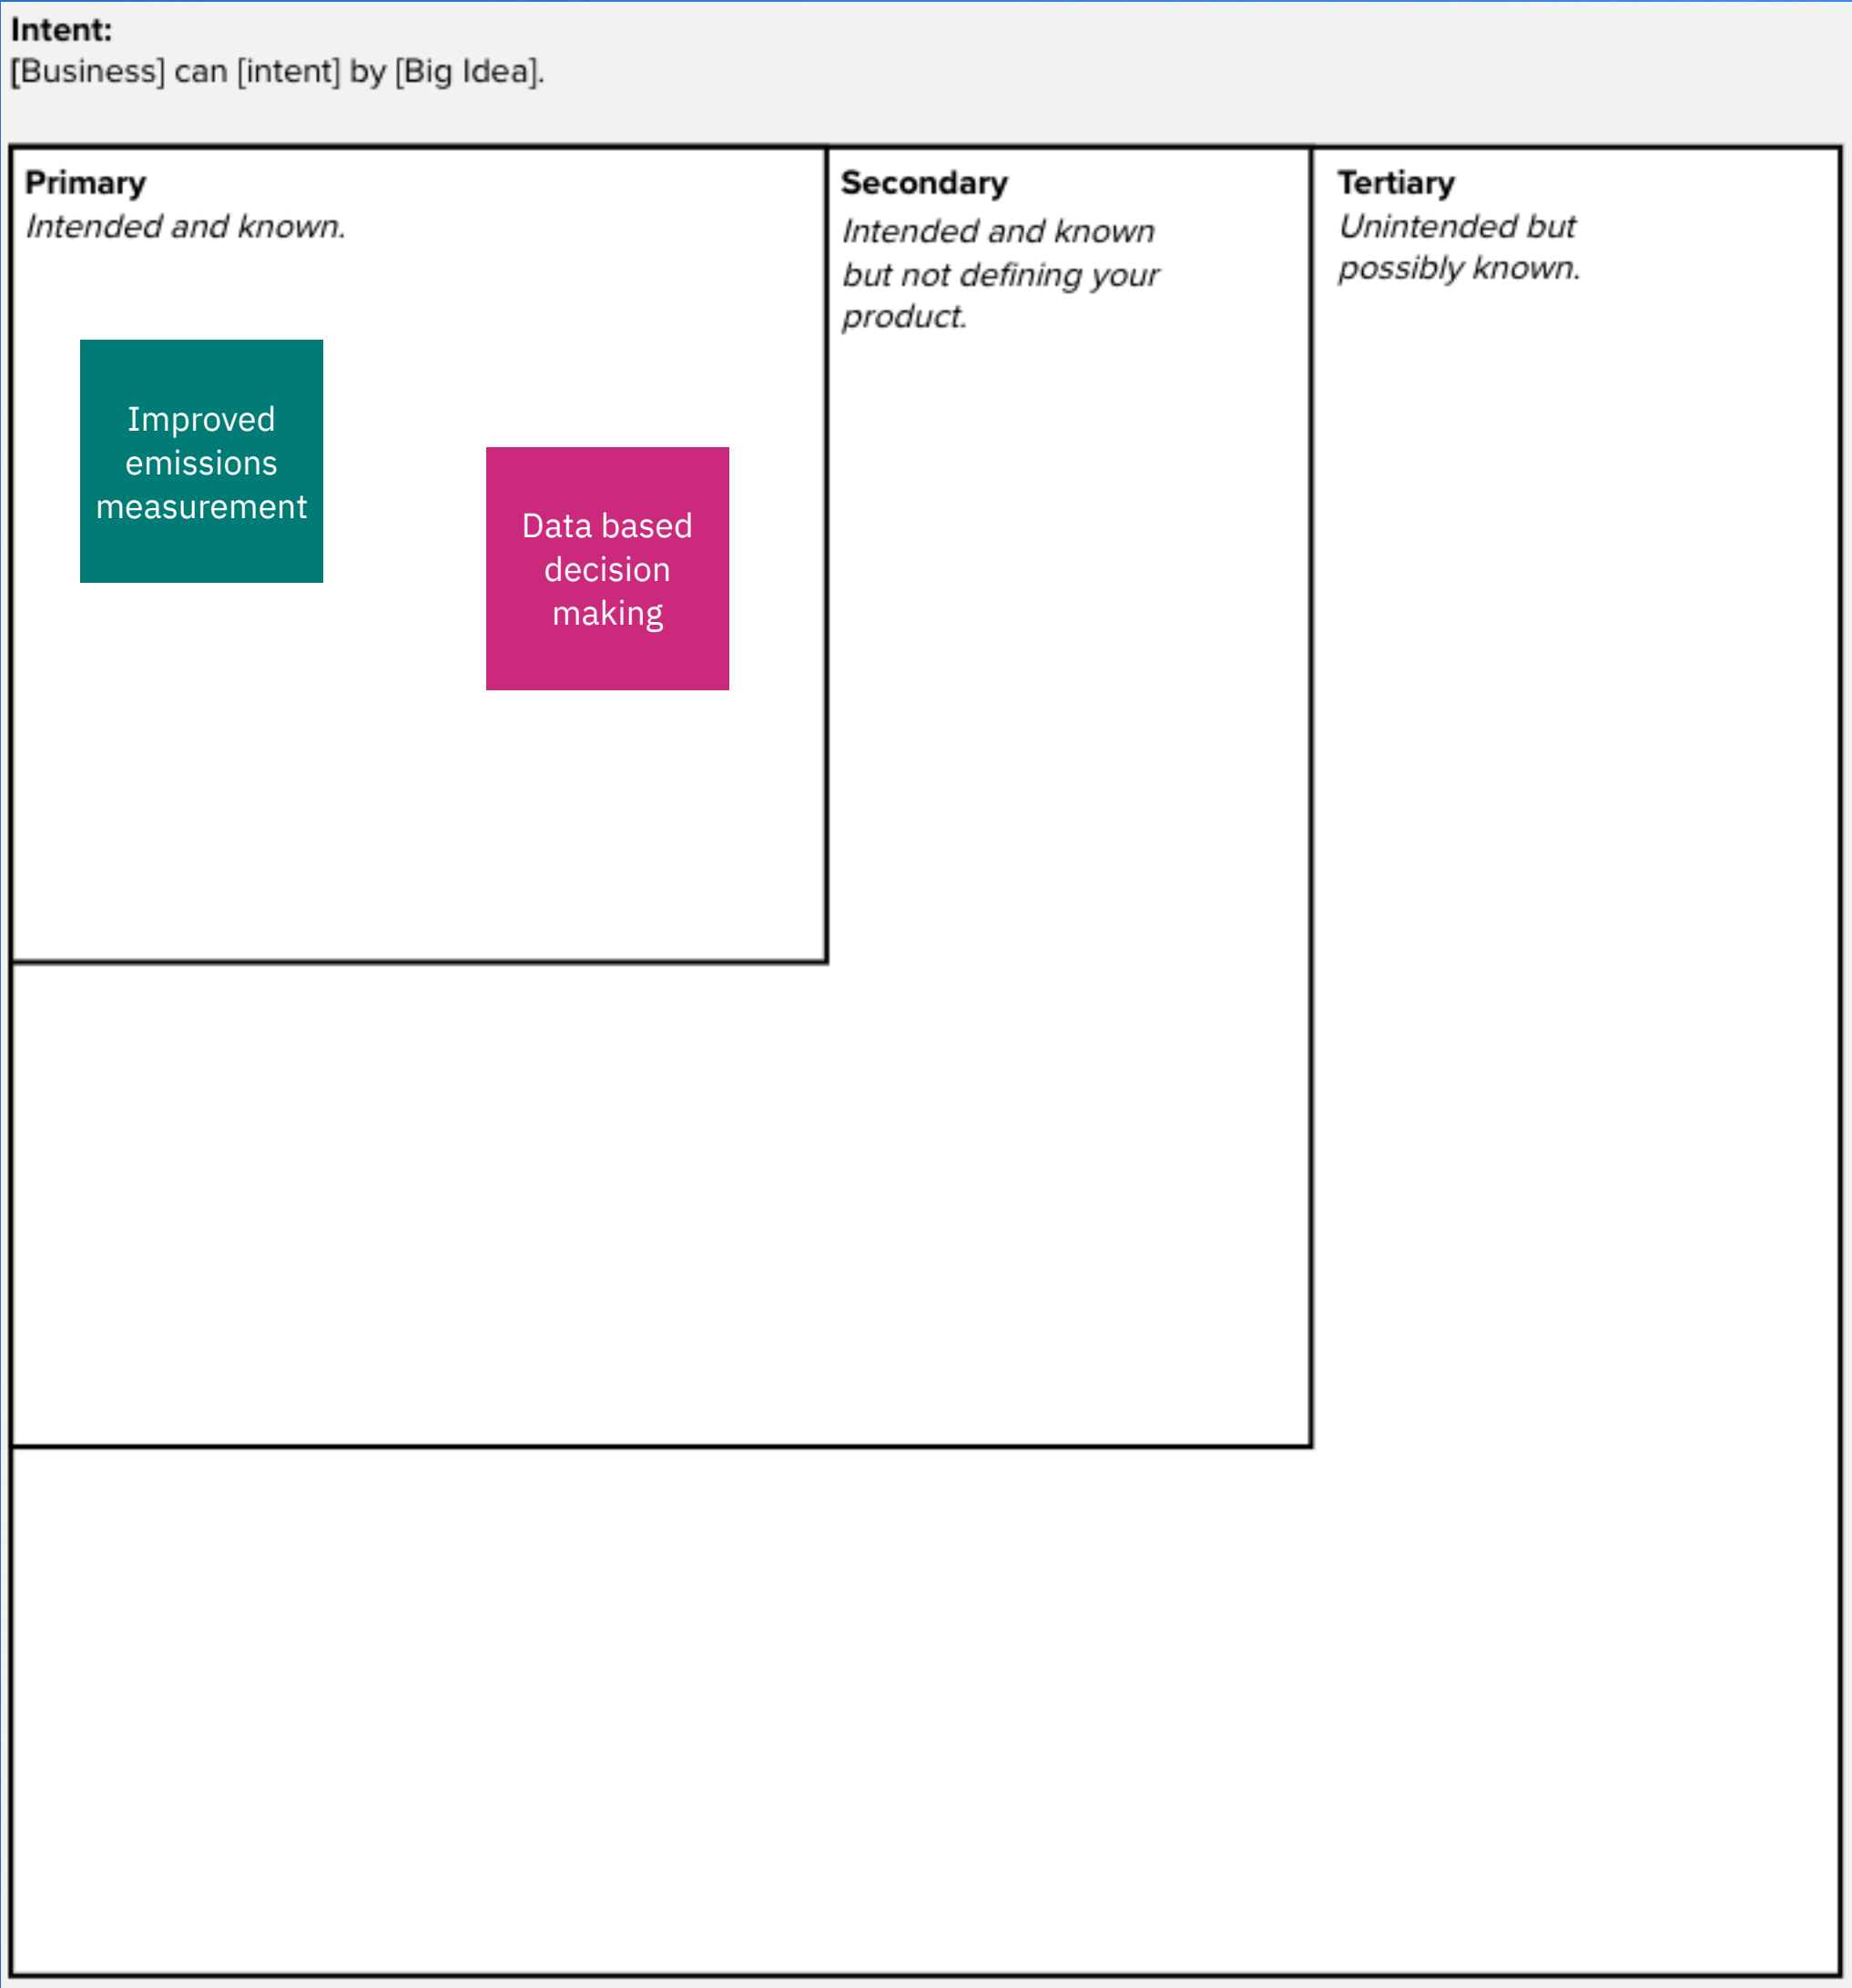 Intent:
[Business] can [intent] by [Big Idea].
Primary
Intended and known.
Improved
emissions
measurement
Data based
decision
making
Secondary
Intended and known
but not defining your
product.
Tertiary
Unintended but
possibly known.